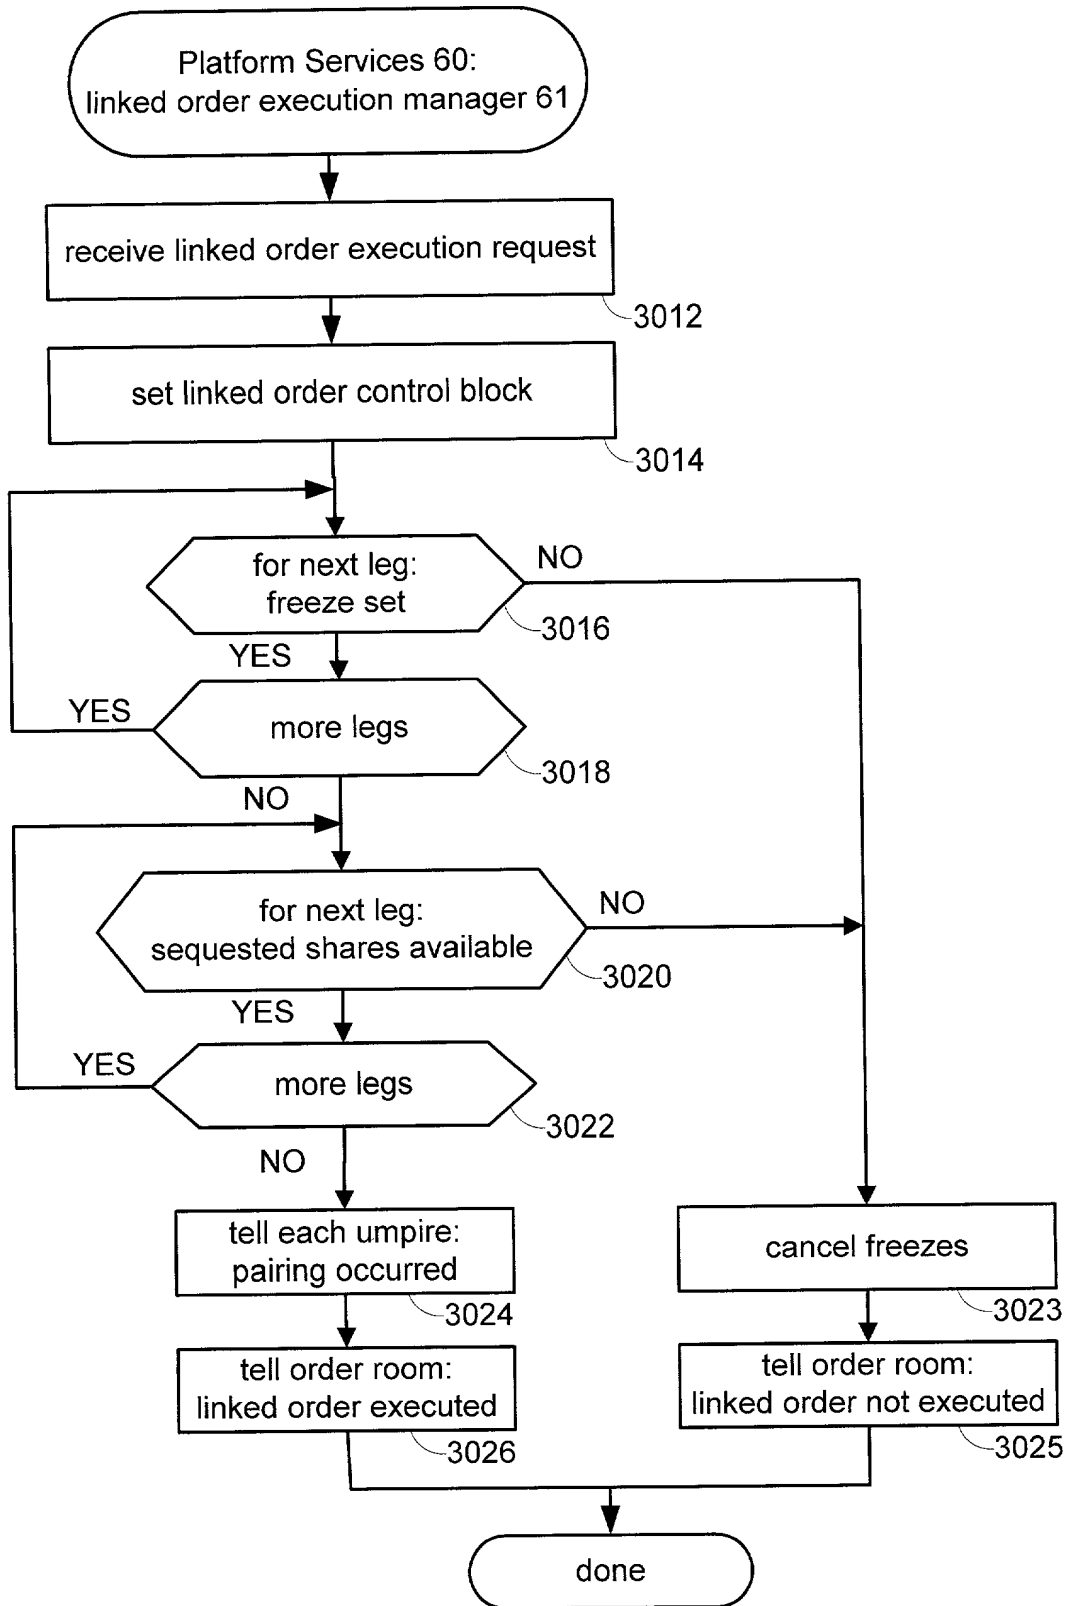 Platform Services 60:
linked order execution manager 61
receive linked order execution request
3012
set linked order control block
3014
for next leg:
freeze set
NO
3016
YES
YES
more legs
3018
NO
for next leg:
sequested shares available
NO
3020
YES
YES
more legs
3022
NO
tell each umpire:
pairing occurred
3024
cancel freezes
3023
tell order room:
linked order executed
3026
tell order room:
linked order not executed
3025
done